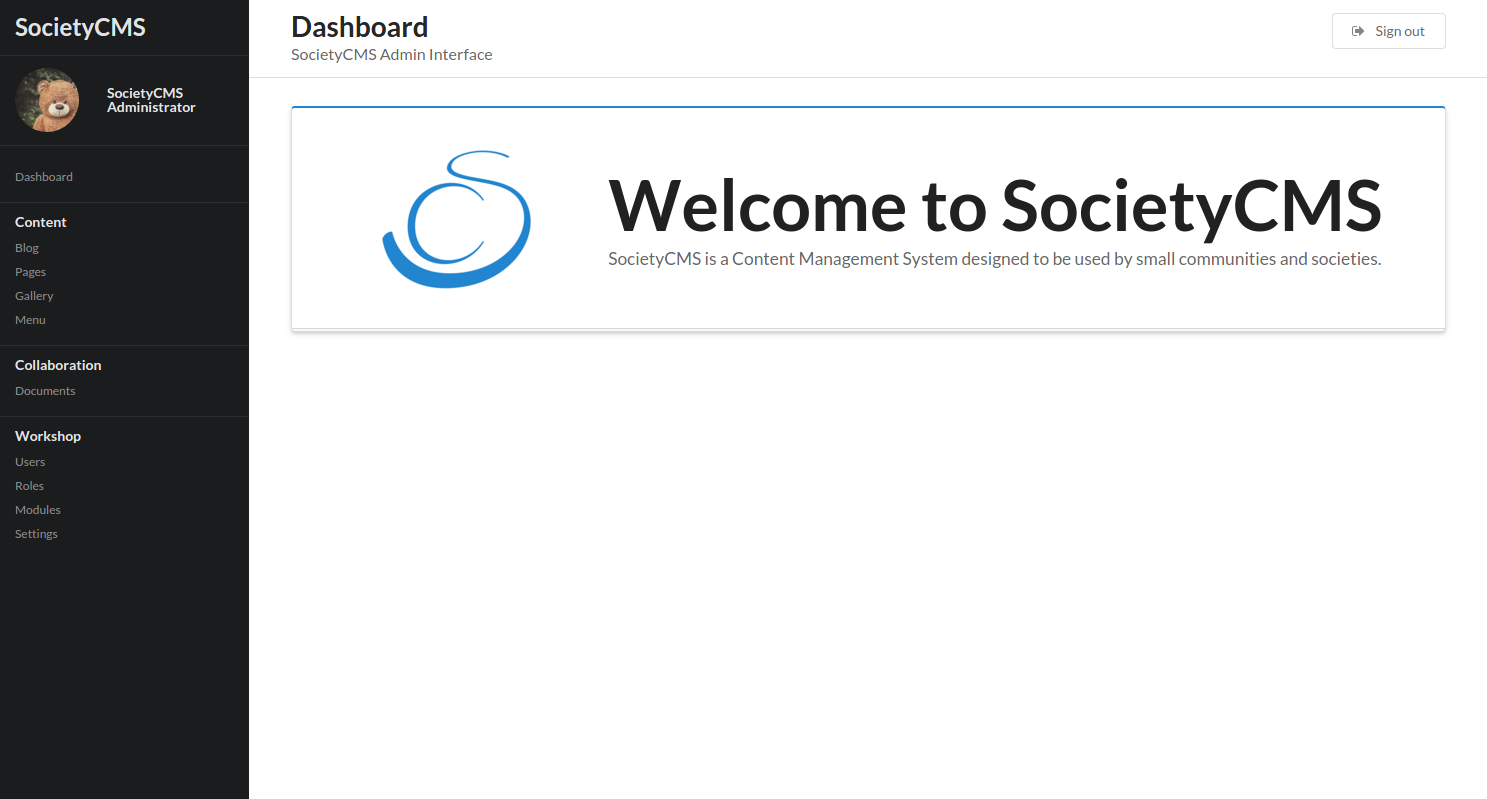 SocietyCMS
SocietyCMS
Administrator
Dashboard
Content
Blog
Pages
Gallery
Menu
Collaboration
Documents
Workshop
Users
Roles
Modules
Settings
Dashboard
SocietyCMS Admin Interface
Sign out
Welcome to SocietyCMS
SocietyCMS is a Content Management System designed to be used by small communities and societies.